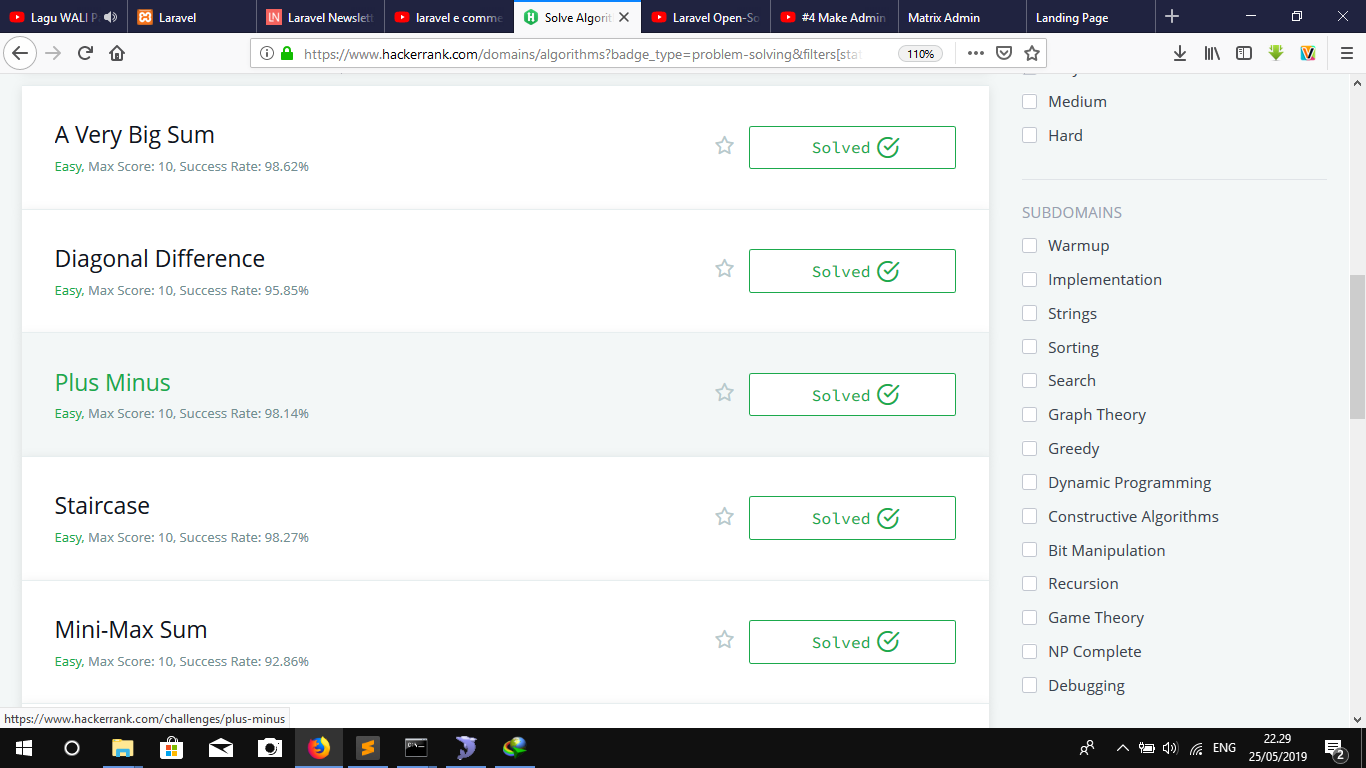 Lagu WALI P
Laravel
Laravel Newslett
laravel e comme
Solve Algorit
Laravel Open-So
#4 Make Admin
Matrix Admin
Landing Page
https://www.hackerrank.com/domains/algorithms?badge_type=problem-solving&filters[stat
110%
A Very Big Sum
Easy, Max Score: 10, Success Rate: 98.62%
Solved
Diagonal Difference
Easy, Max Score: 10, Success Rate: 95.85%
Solved
Plus Minus
Easy, Max Score: 10, Success Rate: 98.14%
Solved
Staircase
Easy, Max Score: 10, Success Rate: 98.27%
Solved
Mini-Max Sum
Easy, Max Score: 10, Success Rate: 92.86%
Solved
Medium
Hard
SUBDOMAINS
Warmup
Implementation
Strings
Sorting
Search
Graph Theory
Greedy
Dynamic Programming
Constructive Algorithms
Bit Manipulation
Recursion
Game Theory
NP Complete
Debugging
https://www.hackerrank.com/challenges/plus-minus
ENG
22.29
25/05/2019
2